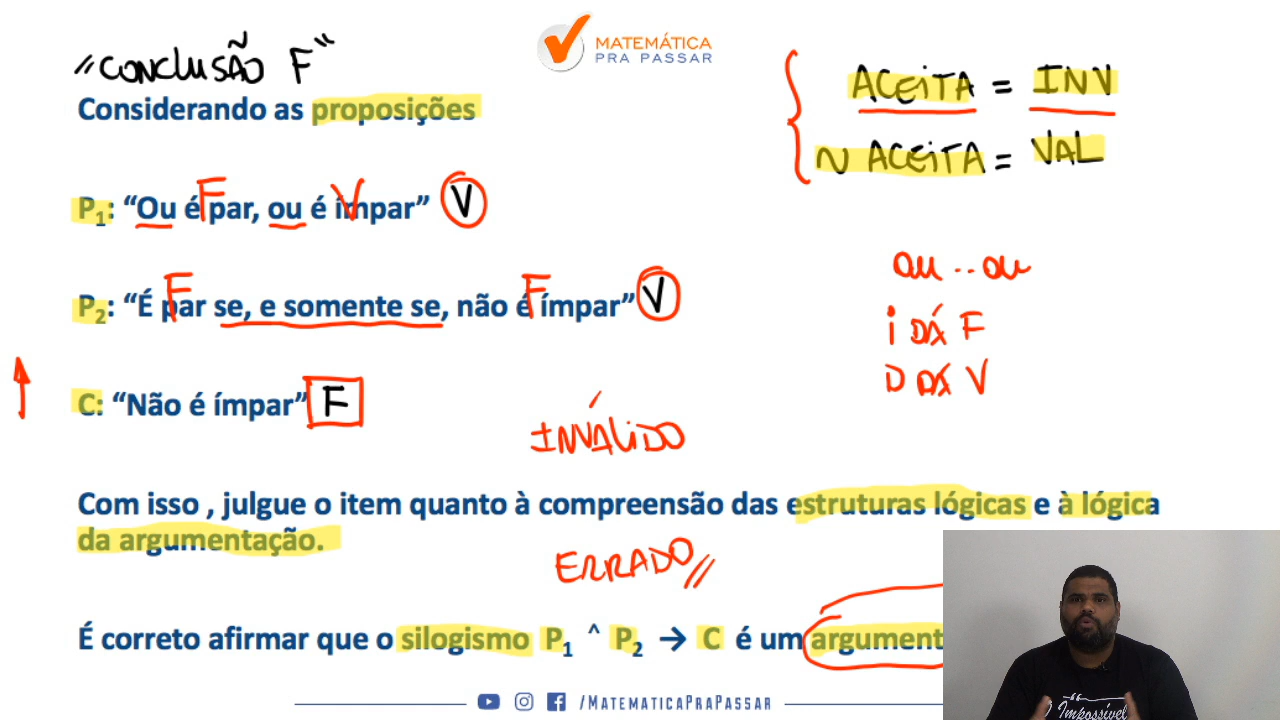 "CONCLUSÃO F"
MATEMÁTICA
PRA PASSAR
ACEITA = INV
N ACEITA = VAL
Considerando as proposições
P1: “Ou é par, ou é ímpar” V
F V
P2: “É par se, e somente se, não é ímpar” V
F F
C: “Não é ímpar” F
OU..OU
I DÁ F
D DÁ V
INVÁLIDO
Com isso , julgue o item quanto à compreensão das estruturas lógicas e à lógica
da argumentação.
ERRADO//
É correto afirmar que o silogismo P1 ^ P2 → C é um argument
/MatematicaPraPassar
Impossível